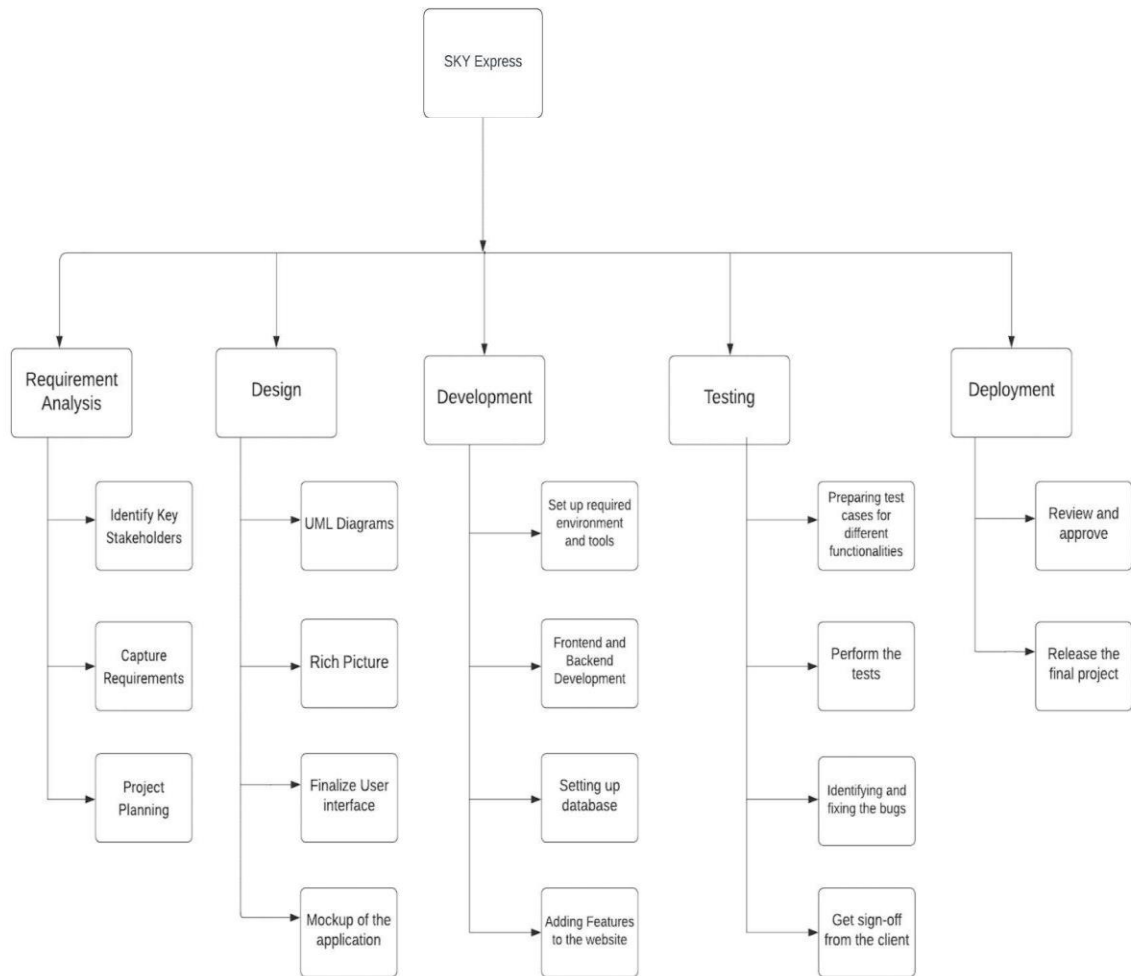 SKY Express
Requirement
Analysis
Design
Development
Testing
Deployment
Identify Key
Stakeholders
Capture
Requirements
Project
Planning
UML Diagrams
Rich Picture
Finalize User
interface
Mockup of the
application
Set up required
environment
and tools
Frontend and
Backend
Development
Setting up
database
Adding Features
to the website
Preparing test
cases for
different
functionalities
Perform the
tests
Identifying and
fixing the bugs
Get sign-off
from the client
Review and
approve
Release the
final project